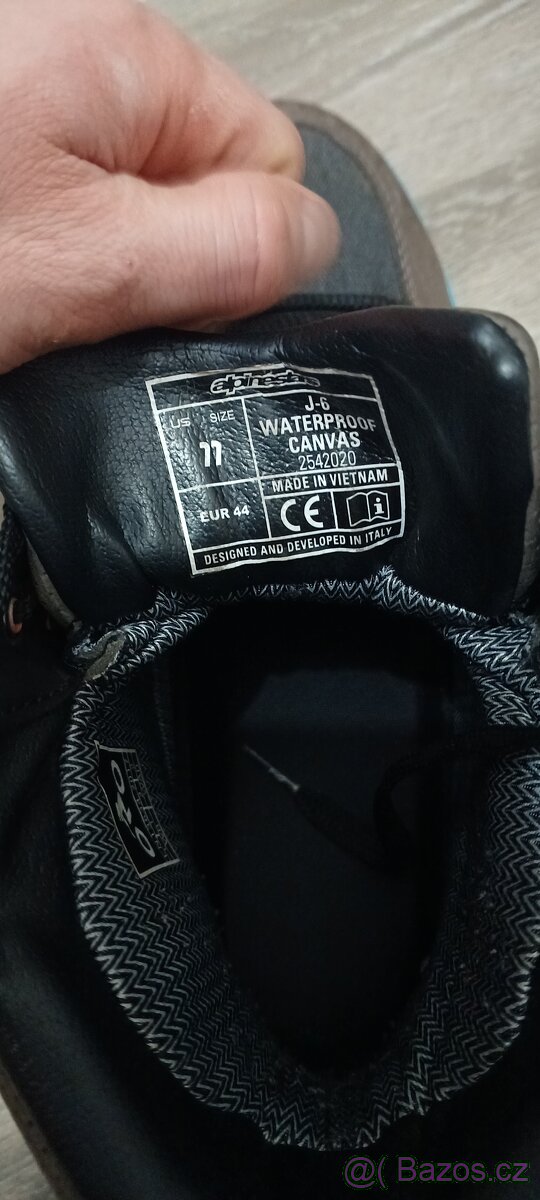 alpinestars
US SIZE
11
EUR 44
J-6
WATERPROOF
CANVAS
2542020
MADE IN VIETNAM
CE
i
DESIGNED AND DEVELOPED IN ITALY
@( Bazos.cz